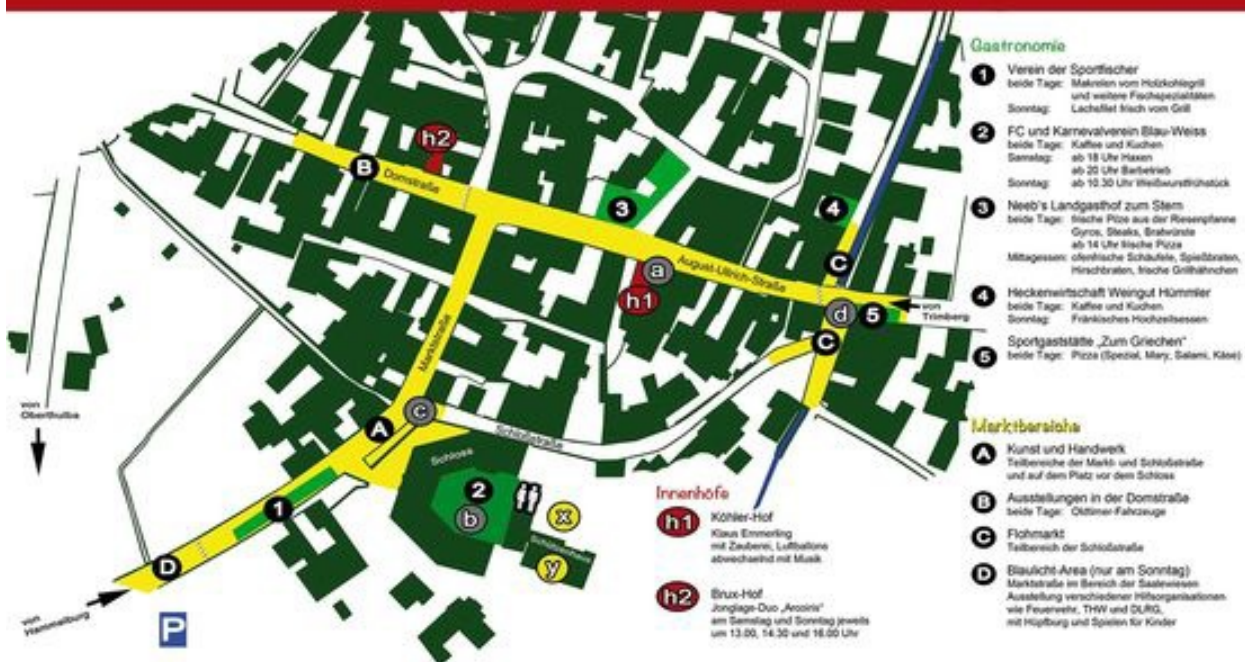 Gastronomie
1 Verein der Sportfischer
beide Tage: Makrelen vom Holzkohlegrill
und weitere Fischspezialitäten
Sonntag: Lachsfilet frisch vom Grill
2 FC und Karnevalverein Blau-Weiss
beide Tage: Kaffee und Kuchen
Samstag: ab 18 Uhr Haxen
ab 20 Uhr Barbetrieb
Sonntag: ab 10.30 Uhr Weißwurstfrühstück
3 Neeb's Landgasthof zum Stern
beide Tage: frische Pilze aus der Riesenpfanne
Gyros, Steaks, Bratwürste
ab 14 Uhr frische Pizza
Mittagessen: ofenfrische Schäufele, Spießbraten,
Hirschbraten, frische Grillhähnchen
4 Heckenwirtschaft Weingut Hümmler
beide Tage: Kaffee und Kuchen
Sonntag: Fränkisches Hochzeitsessen
5 Sportgaststätte „Zum Griechen"
beide Tage: Pizza (Spezial, Mary, Salami, Käse)
Marktbereiche
A Kunst und Handwerk
Teilbereiche der Markt- und Schloßstraße
und auf dem Platz vor dem Schloss
B Ausstellungen in der Domstraße
beide Tage: Oldtimer-Fahrzeuge
C Flohmarkt
Teilbereich der Schloßstraße
D Blaulicht-Area (nur am Sonntag)
Marktstraße im Bereich der Saalewiesen
Ausstellung verschiedener Hilfsorganisationen
wie Feuerwehr, THW und DLRG,
mit Hüpfburg und Spielen für Kinder
Innenhöfe
h1 Köhler-Hof
Klaus Emmerling
mit Zauberei, Luftballons
abwechselnd mit Musik
h2 Brux-Hof
Jonglage-Duo „Arcoiris"
am Samstag und Sonntag jeweils
um 13.00, 14.30 und 16.00 Uhr
h2
B
Domstraße
3
4
C
a
August-Ullrich-Straße
h1
d
5
von
Trimberg
C
Marktstraße
von
Oberthulba
c
A
Schloßstraße
Schloss
2
b
x
y
1
D
von
Hammelburg
P